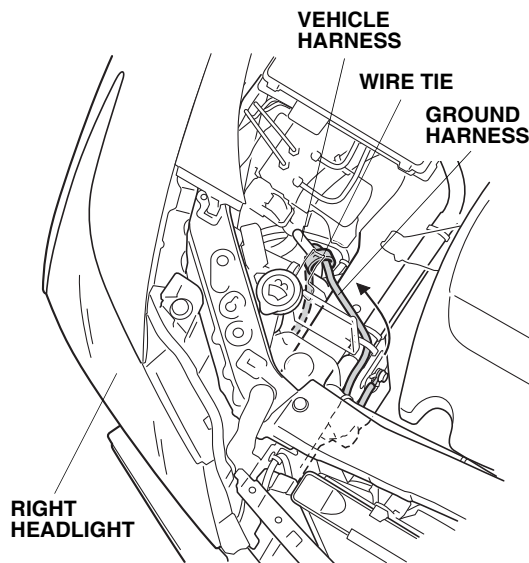 VEHICLE
HARNESS
WIRE TIE
GROUND
HARNESS
RIGHT
HEADLIGHT